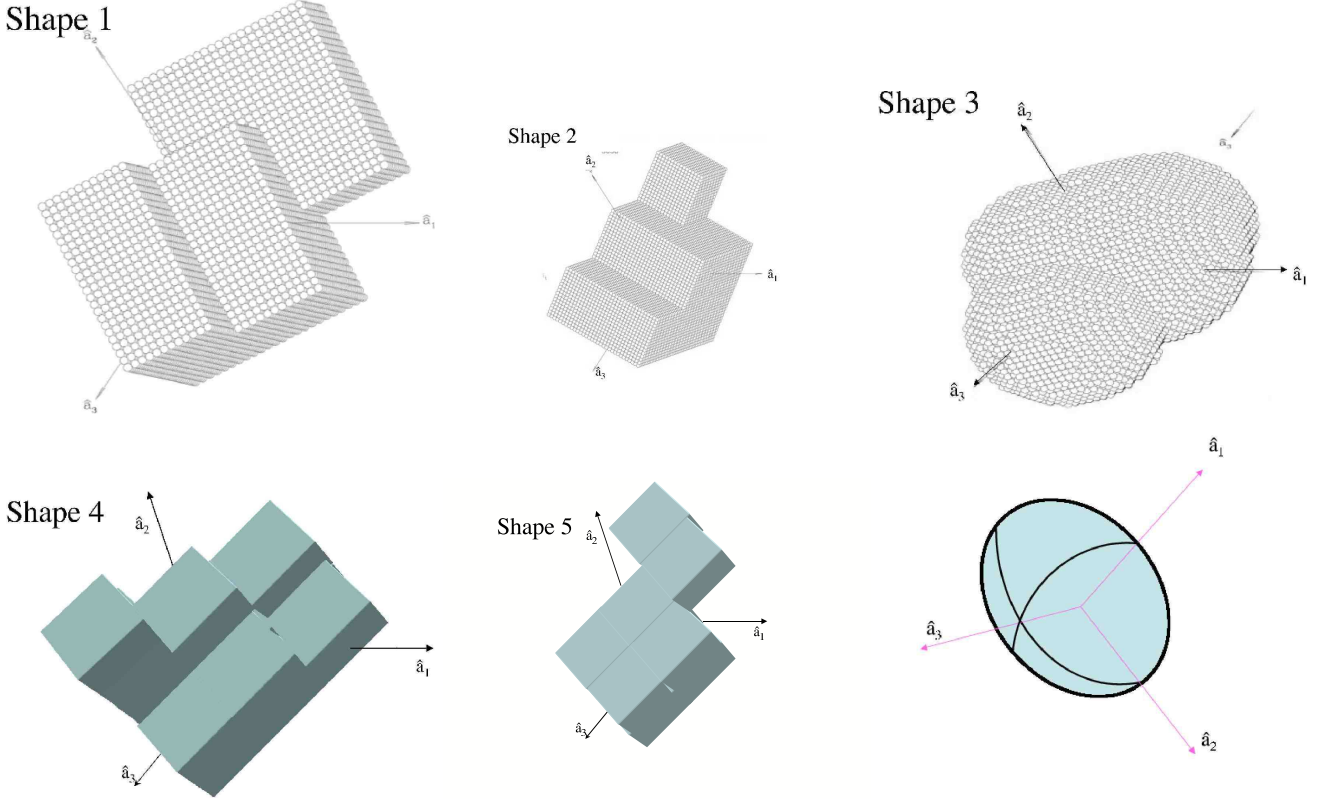 Shape 1
â₂
â₁
â₃
Shape 2
â₂
â₁
â₃
Shape 3
â₂
a₃
â₁
â₃
Shape 4
â₂
â₁
â₃
Shape 5
â₂
â₁
â₃
â₁
â₃
â₂